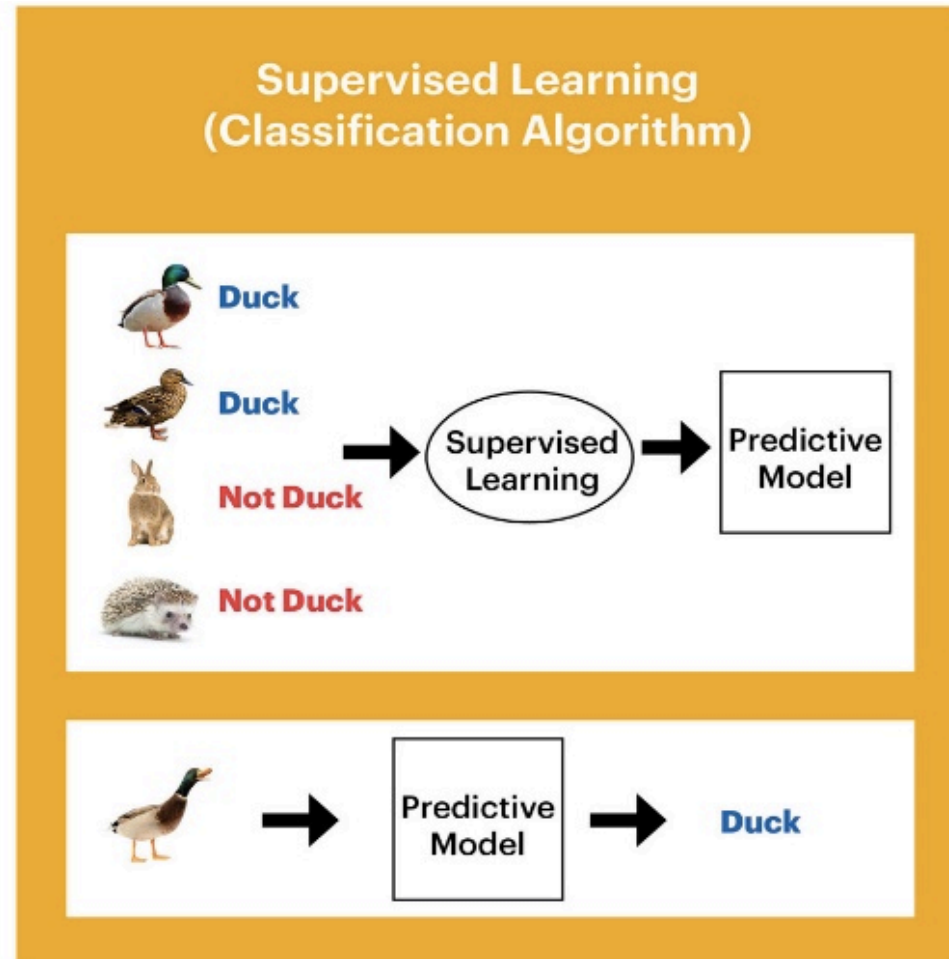 Supervised Learning
(Classification Algorithm)
Duck
Duck
Not Duck
Not Duck
Supervised
Learning
Predictive
Model
Predictive
Model
Duck